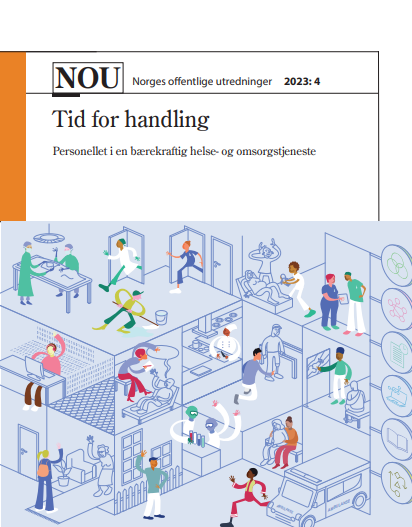 NOU Norges offentlige utredninger 2023: 4
Tid for handling
Personellet i en bærekraftig helse- og omsorgstjeneste